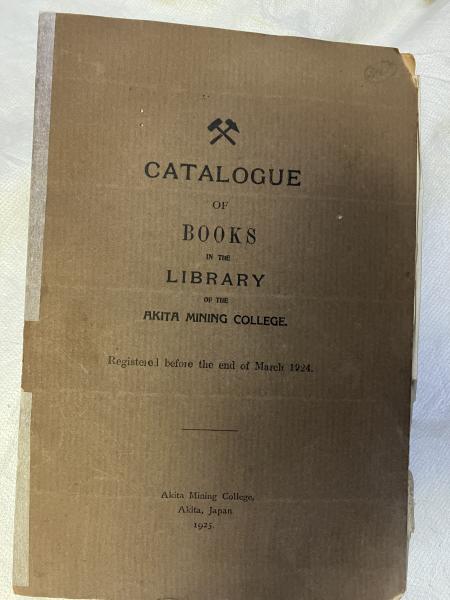 CATALOGUE
OF
BOOKS
IN THE
LIBRARY
OF THE
AKITA MINING COLLEGE.
Registered before the end of March 1924.
Akita Mining College,
Akita, Japan
1925.